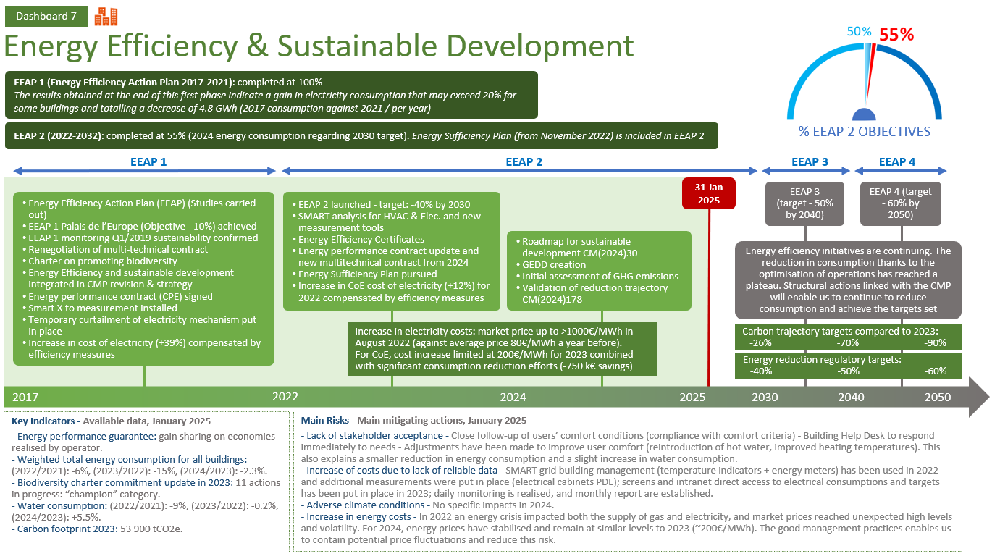 Dashboard 7
Energy Efficiency & Sustainable Development
50% 55%
% EEAP 2 OBJECTIVES
EEAP 1 (Energy Efficiency Action Plan 2017-2021): completed at 100%
The results obtained at the end of this first phase indicate a gain in electricity consumption that may exceed 20% for
some buildings and totalling a decrease of 4.8 GWh (2017 consumption against 2021 / per year)
EEAP 2 (2022-2032): completed at 55% (2024 energy consumption regarding 2030 target). Energy Sufficiency Plan (from November 2022) is included in EEAP 2
EEAP 1
EEAP 2
EEAP 3
EEAP 4
• Energy Efficiency Action Plan (EEAP) (Studies carried
out)
• EEAP 1 Palais de l’Europe (Objective - 10%) achieved
• EEAP 1 monitoring Q1/2019 sustainability confirmed
• Renegotiation of multi-technical contract
• Charter on promoting biodiversity
• Energy Efficiency and sustainable development
integrated in CMP revision & strategy
• Energy performance contract (CPE) signed
• Smart X to measurement installed
• Temporary curtailment of electricity mechanism put
in place
• Increase in cost of electricity (+39%) compensated by
efficiency measures
• EEAP 2 launched - target: -40% by 2030
• SMART analysis for HVAC & Elec. and new
measurement tools
• Energy Efficiency Certificates
• Energy performance contract update and
new multitechnical contract from 2024
• Energy Sufficiency Plan pursued
• Increase in CoE cost of electricity (+12%) for
2022 compensated by efficiency measures
• Roadmap for sustainable
development CM(2024)30
• GEDD creation
• Initial assessment of GHG emissions
• Validation of reduction trajectory
CM(2024)178
31 Jan
2025
EEAP 3
(target - 50%
by 2040)
EEAP 4 (target
- 60% by
2050)
Energy efficiency initiatives are continuing. The
reduction in consumption thanks to the
optimisation of operations has reached a
plateau. Structural actions linked with the CMP
will enable us to continue to reduce
consumption and achieve the targets set
Increase in electricity costs: market price up to >1000€/MWh in
August 2022 (against average price 80€/MWh a year before).
For CoE, cost increase limited at 200€/MWh for 2023 combined
with significant consumption reduction efforts (-750 k€ savings)
Carbon trajectory targets compared to 2023:
-26% -70% -90%
Energy reduction regulatory targets:
-40% -50% -60%
2017 2022 2024 2025 2030 2040 2050
Key Indicators - Available data, January 2025
- Energy performance guarantee: gain sharing on economies
realised by operator.
- Weighted total energy consumption for all buildings:
(2022/2021): -6%, (2023/2022): -15%, (2024/2023): -2.3%.
- Biodiversity charter commitment update in 2023: 11 actions
in progress: “champion” category.
- Water consumption: (2022/2021): -9%, (2023/2022): -0.2%,
(2024/2023): +5.5%.
- Carbon footprint 2023: 53 900 tCO2e.
Main Risks - Main mitigating actions, January 2025
- Lack of stakeholder acceptance - Close follow-up of users’ comfort conditions (compliance with comfort criteria) - Building Help Desk to respond
immediately to needs - Adjustments have been made to improve user comfort (reintroduction of hot water, improved heating temperatures). This
also explains a smaller reduction in energy consumption and a slight increase in water consumption.
- Increase of costs due to lack of reliable data - SMART grid building management (temperature indicators + energy meters) has been used in 2022
and additional measurements were put in place (electrical cabinets PDE); screens and intranet direct access to electrical consumptions and targets
has been put in place in 2023; daily monitoring is realised, and monthly report are established.
- Adverse climate conditions - No specific impacts in 2024.
- Increase in energy costs - In 2022 an energy crisis impacted both the supply of gas and electricity, and market prices reached unexpected high levels
and volatility. For 2024, energy prices have stabilised and remain at similar levels to 2023 (~200€/MWh). The good management practices enables us
to contain potential price fluctuations and reduce this risk.